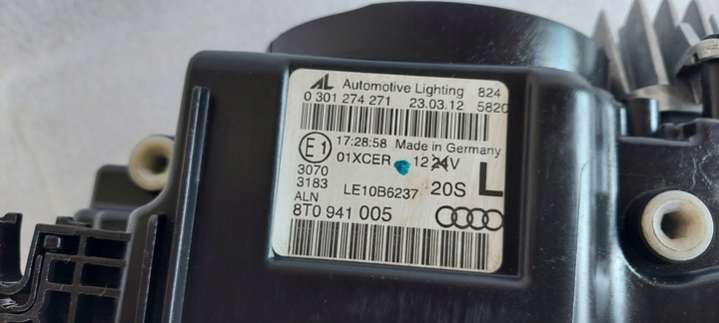 AL Automotive Lighting 824
0 301 274 271 23.03.12 5820
E1 17:28:58 Made in Germany
01XCER 12 24V
3070
3183 LE10B6237 20S L
ALN
8T0 941 005